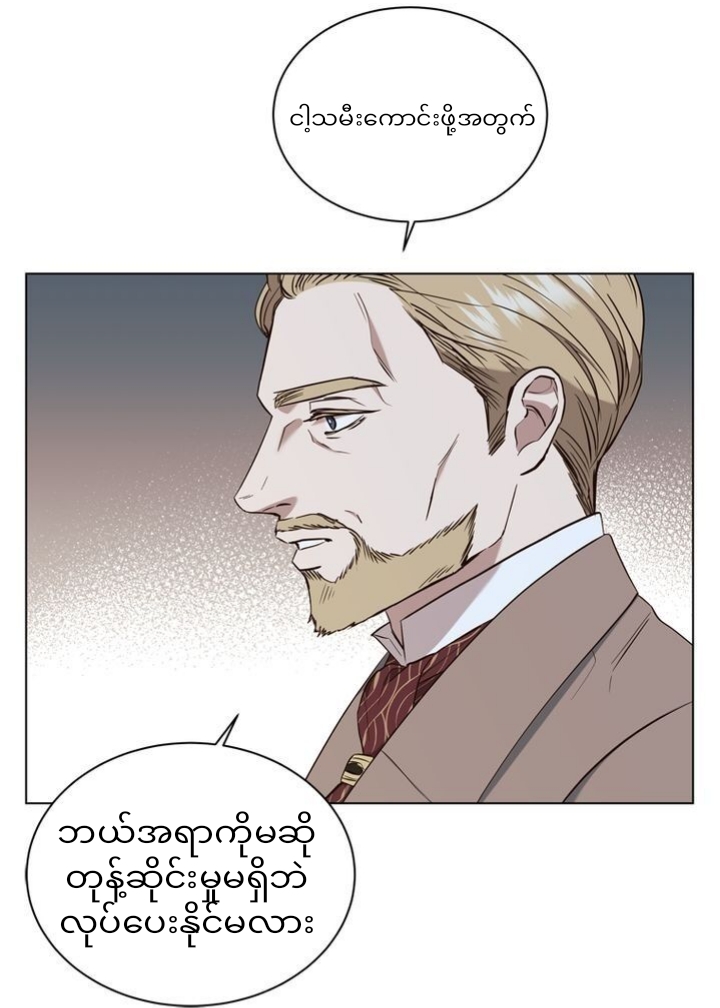 ငါ့သမီးကောင်းဖို့အတွက်
ဘယ်အရာကိုမဆို
တုန့်ဆိုင်းမှုမရှိဘဲ
လုပ်ပေးနိုင်မလား